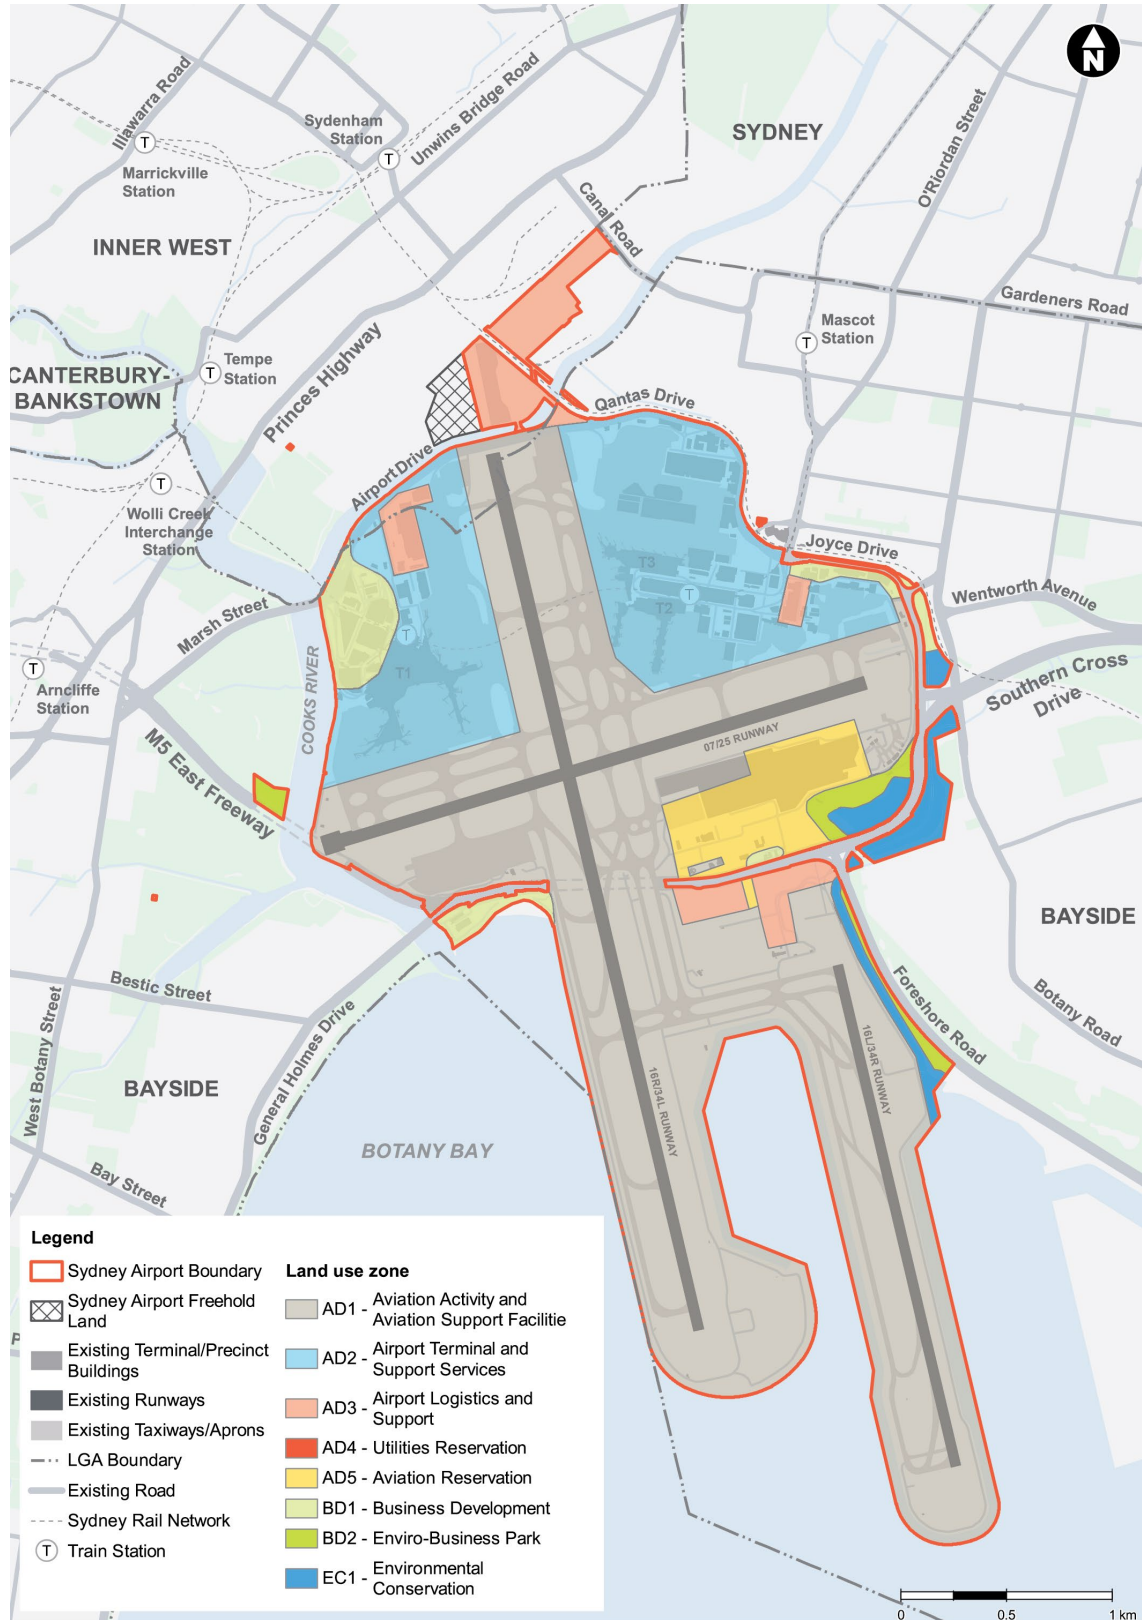 N
Illawarra Road
Sydenham
Station
Unwins Bridge Road
SYDNEY
O'Riordan Street
T
T
Marrickville
Station
Canal Road
INNER WEST
Gardeners Road
Mascot
Station
T
Tempe
Station
T
CANTERBURY-
BANKSTOWN
Princes Highway
Qantas Drive
Airport Drive
T
Wolli Creek
Interchange
Station
Joyce Drive
T3
T
T2
Wentworth Avenue
Marsh Street
T
T1
T
Arncliffe
Station
COOKS RIVER
Southern Cross
Drive
M5 East Freeway
07/25 RUNWAY
BAYSIDE
Bestic Street
Foreshore Road
Botany Road
West Botany Street
General Holmes Drive
BAYSIDE
16R/34L RUNWAY
16L/34R RUNWAY
BOTANY BAY
Bay Street
P
Legend
Sydney Airport Boundary
Sydney Airport Freehold
Land
Existing Terminal/Precinct
Buildings
Existing Runways
Existing Taxiways/Aprons
LGA Boundary
Existing Road
Sydney Rail Network
T Train Station
Land use zone
AD1 - Aviation Activity and
Aviation Support Facilitie
AD2 - Airport Terminal and
Support Services
AD3 - Airport Logistics and
Support
AD4 - Utilities Reservation
AD5 - Aviation Reservation
BD1 - Business Development
BD2 - Enviro-Business Park
EC1 - Environmental
Conservation
0 0.5 1 km